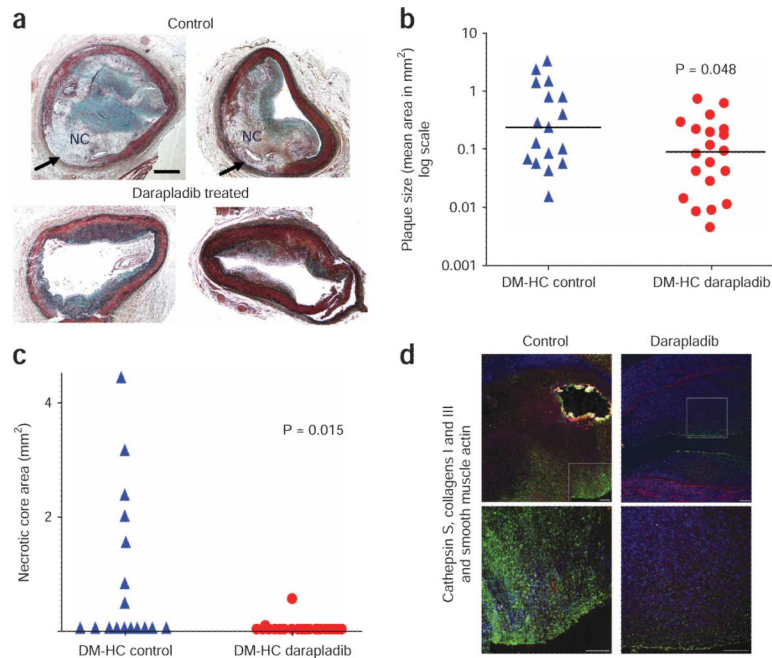 a
Control
NC
NC
Darapladib treated
b
Plaque size (mean area in mm²)
log scale
10
1
0.1
0.01
0.001
P = 0.048
DM-HC control
DM-HC darapladib
c
Necrotic core area (mm²)
4
2
P = 0.015
DM-HC control
DM-HC darapladib
d
Control
Darapladib
Cathepsin S, collagens I and III
and smooth muscle actin